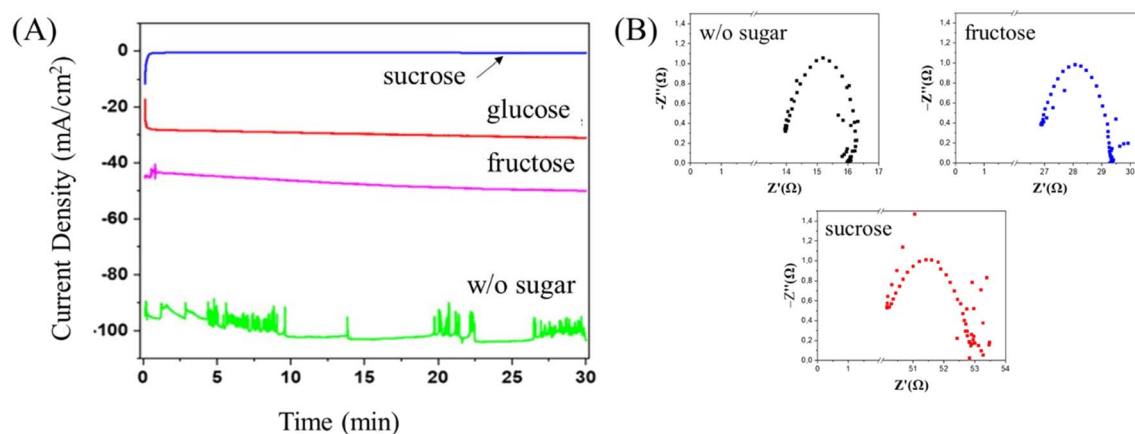 (A)
0
-20
-40
-60
-80
-100
Current Density (mA/cm²)
sucrose
glucose
fructose
w/o sugar
0 5 10 15 20 25 30
Time (min)
(B)
w/o sugar
1,4
1,2
1,0
0,8
0,6
0,4
0,2
0,0
-Z''(Ω)
0 1 14 15 16 17
Z'(Ω)
fructose
1,4
1,2
1,0
0,8
0,6
0,4
0,2
0,0
-Z''(Ω)
0 1 27 28 29 30
Z'(Ω)
sucrose
1,4
1,2
1,0
0,8
0,6
0,4
0,2
0,0
-Z''(Ω)
0 1 51 52 53 54
Z'(Ω)